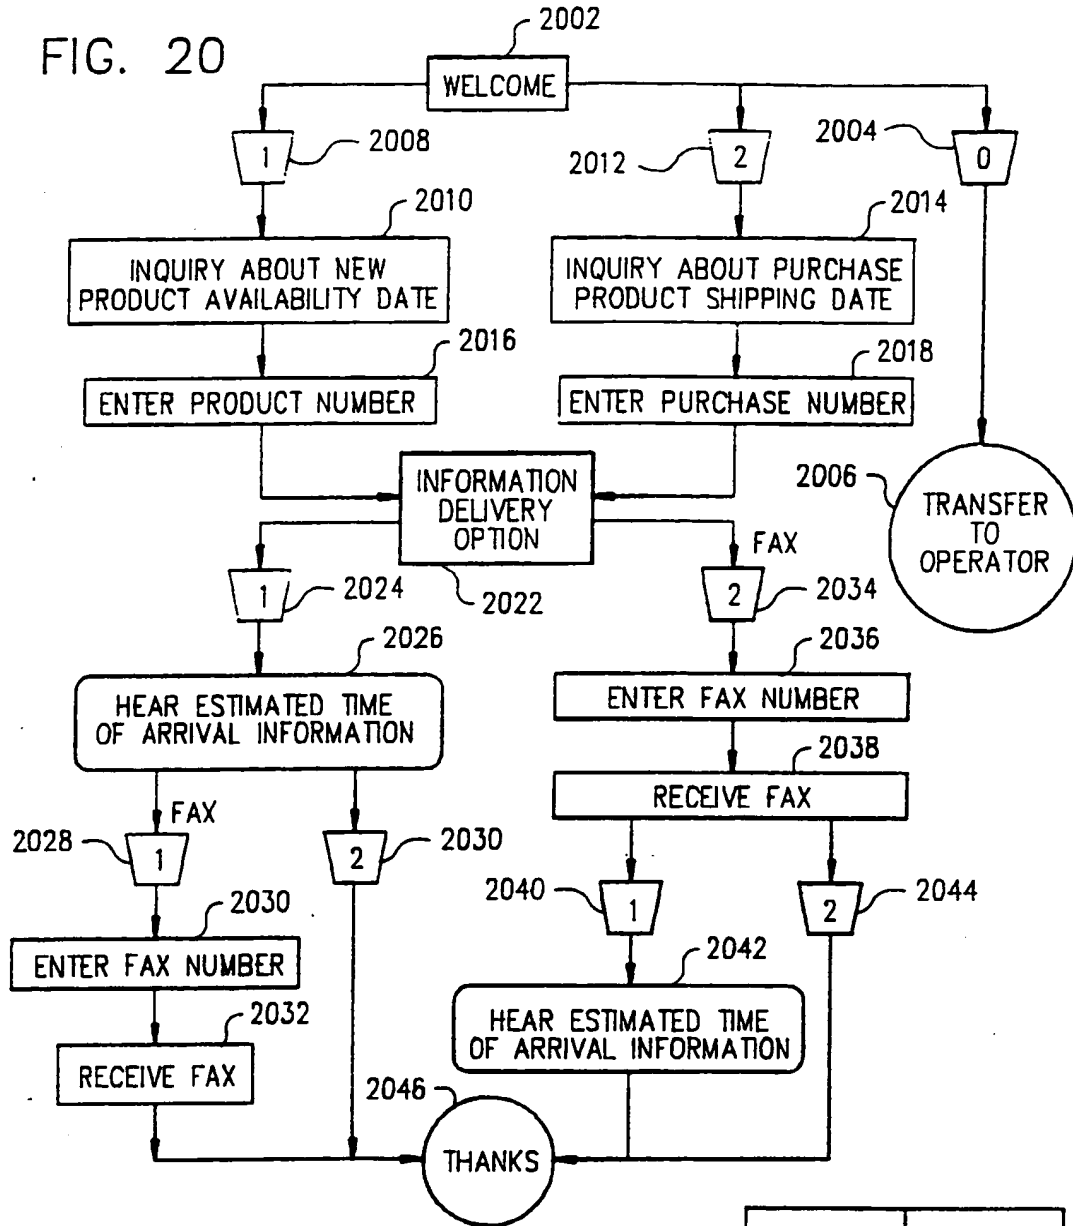 FIG. 20
2002
WELCOME
1
2008
2012
2
2004
0
2010
2014
INQUIRY ABOUT NEW
PRODUCT AVAILABILITY DATE
INQUIRY ABOUT PURCHASE
PRODUCT SHIPPING DATE
2016
2018
ENTER PRODUCT NUMBER
ENTER PURCHASE NUMBER
INFORMATION
DELIVERY
OPTION
2022
2006
TRANSFER
TO
OPERATOR
1
2024
FAX
2
2034
2026
2036
HEAR ESTIMATED TIME
OF ARRIVAL INFORMATION
ENTER FAX NUMBER
2038
RECEIVE FAX
FAX
2028
1
2
2030
2040
1
2
2044
2030
ENTER FAX NUMBER
2042
HEAR ESTIMATED TIME
OF ARRIVAL INFORMATION
2032
RECEIVE FAX
2046
THANKS